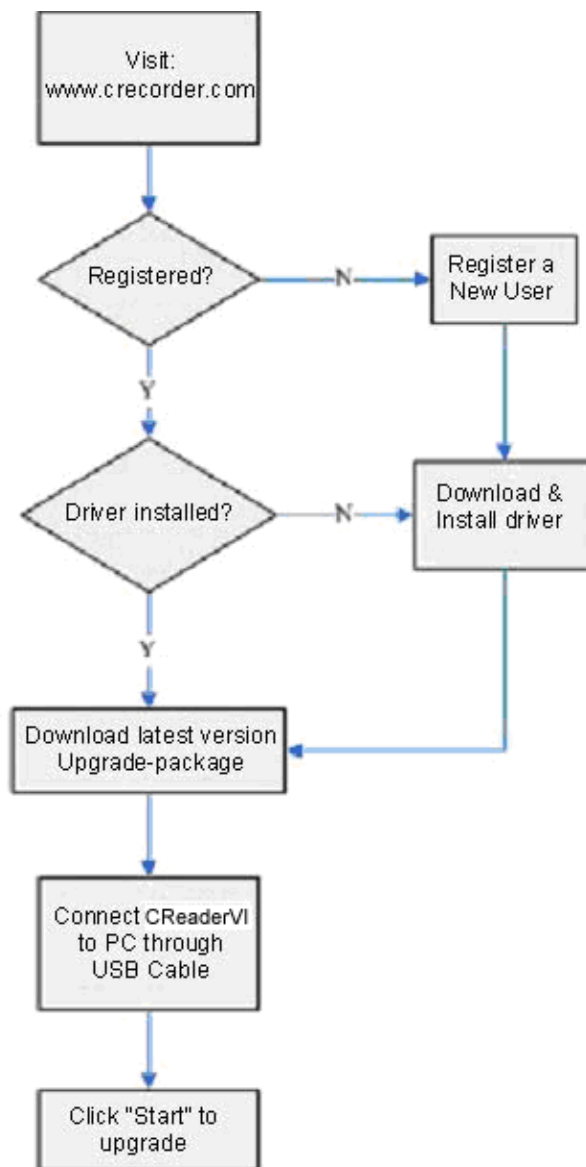 Visit:
www.crecorder.com
Registered?
N
Register a
New User
Y
Driver installed?
N
Download &
Install driver
Y
Download latest version
Upgrade-package
Connect CReaderVI
to PC through
USB Cable
Click "Start" to
upgrade